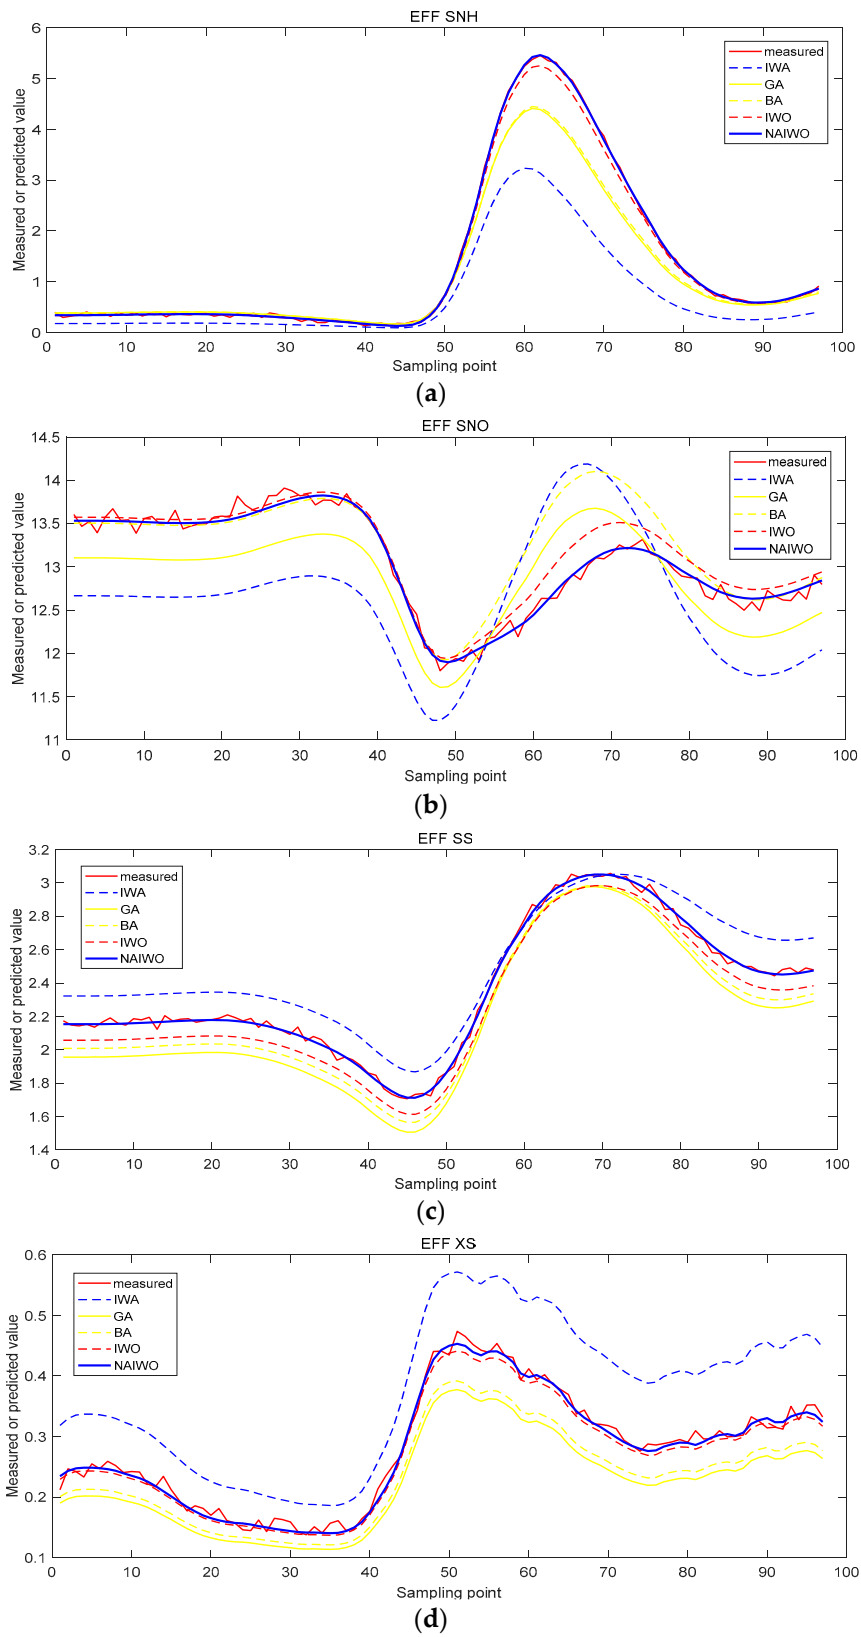 EFF SNH
6
5
4
3
2
1
0
Measured or predicted value
measured
IWA
GA
BA
IWO
NAIWO
0 10 20 30 40 50 60 70 80 90 100
Sampling point
(a)
EFF SNO
14.5
14
13.5
13
12.5
12
11.5
11
Measured or predicted value
measured
IWA
GA
BA
IWO
NAIWO
0 10 20 30 40 50 60 70 80 90 100
Sampling point
(b)
EFF SS
3.2
3
2.8
2.6
2.4
2.2
2
1.8
1.6
1.4
Measured or predicted value
measured
IWA
GA
BA
IWO
NAIWO
0 10 20 30 40 50 60 70 80 90 100
Sampling point
(c)
EFF XS
0.6
0.5
0.4
0.3
0.2
0.1
Measured or predicted value
measured
IWA
GA
BA
IWO
NAIWO
0 10 20 30 40 50 60 70 80 90 100
Sampling point
(d)